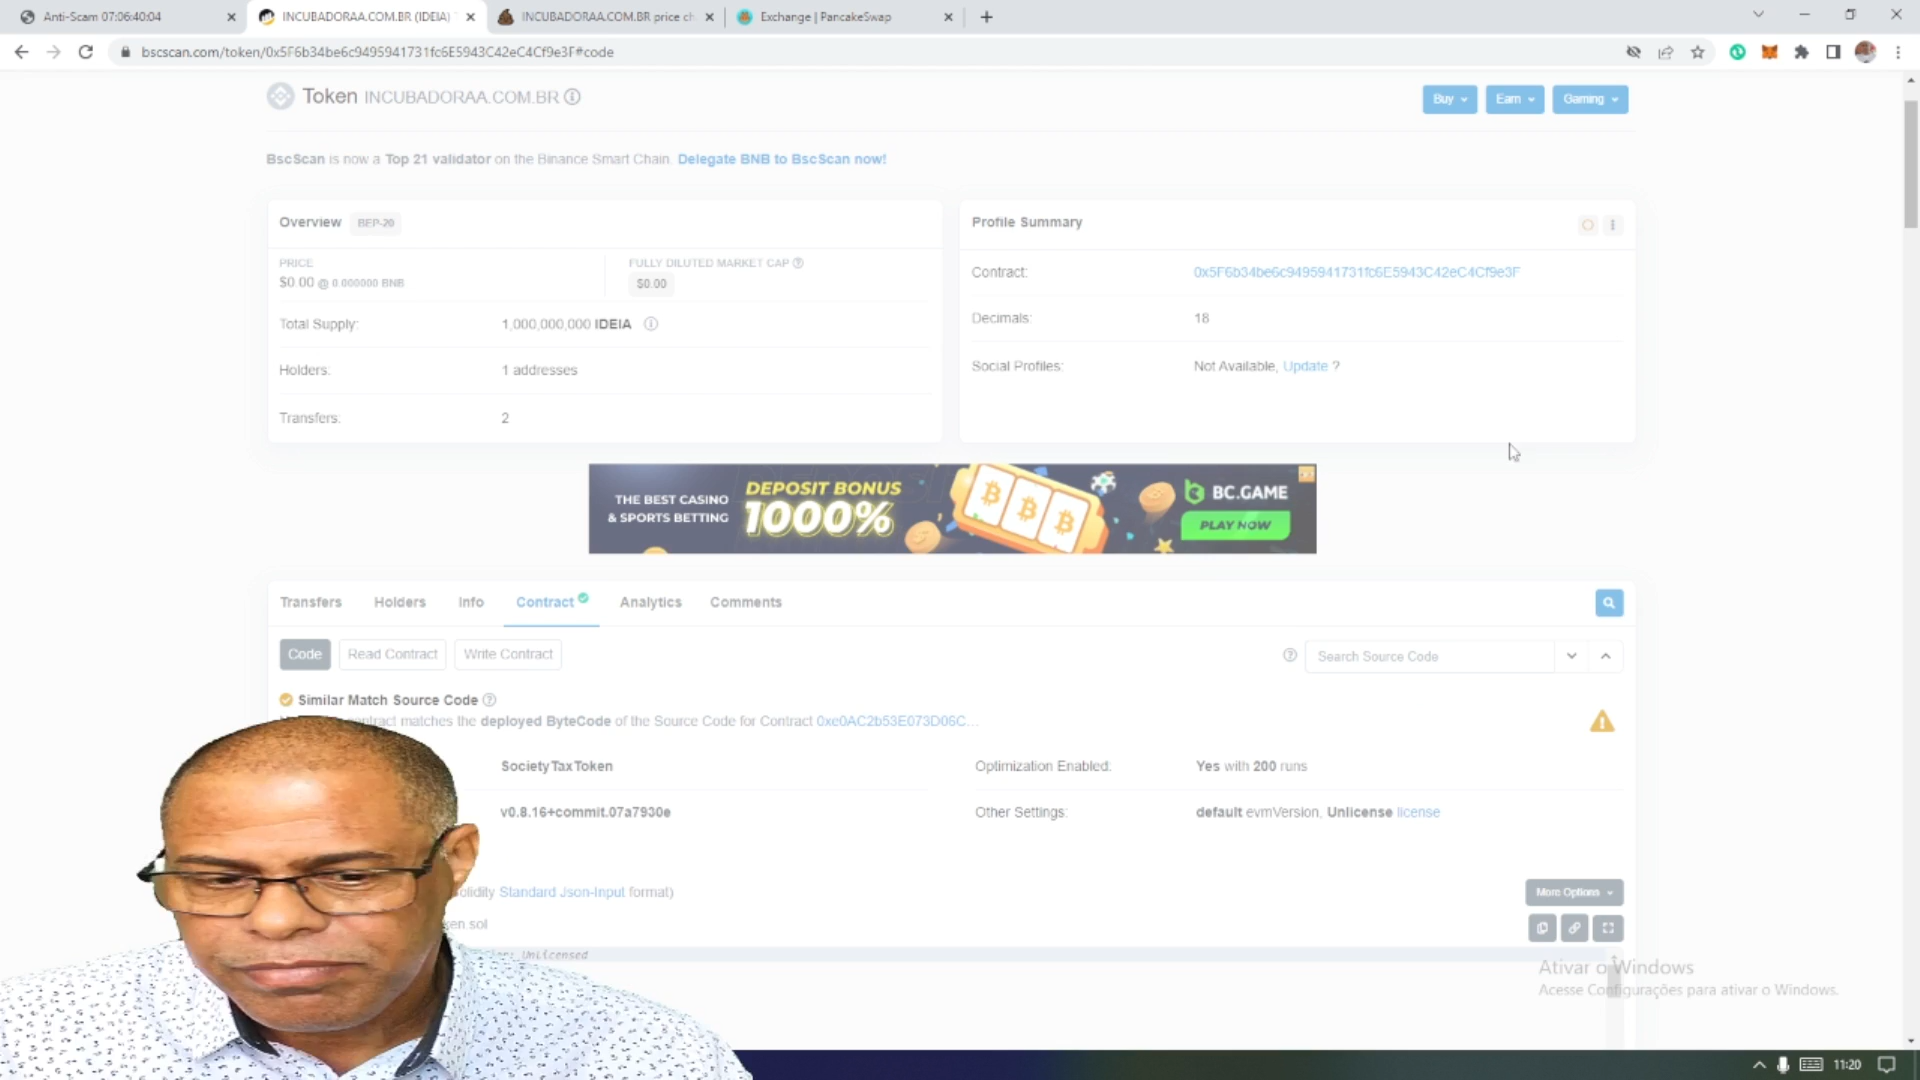 Anti-Scam 07:06:40:04
INCUBADORAA.COM.BR (IDEIA)
INCUBADORAA.COM.BR price ch
Exchange | PancakeSwap
bscscan.com/token/0x5F6b34be6c9495941731fc6E5943C42eC4Cf9e3F#code
Token INCUBADORAA.COM.BR
Buy
Earn
Gaming
BscScan is now a Top 21 validator on the Binance Smart Chain. Delegate BNB to BscScan now!
Overview BEP-20
PRICE
$0.00 @ 0.000000 BNB
FULLY DILUTED MARKET CAP
$0.00
Total Supply: 1,000,000,000 IDEIA
Holders: 1 addresses
Transfers: 2
Profile Summary
Contract: 0x5F6b34be6c9495941731fc6E5943C42eC4Cf9e3F
Decimals: 18
Social Profiles: Not Available, Update ?
THE BEST CASINO
& SPORTS BETTING
DEPOSIT BONUS
1000%
BC.GAME
PLAY NOW
Transfers Holders Info Contract Analytics Comments
Code Read Contract Write Contract
Search Source Code
Similar Match Source Code
ontract matches the deployed ByteCode of the Source Code for Contract 0xe0AC2b53E073D06C...
SocietyTaxToken
Optimization Enabled: Yes with 200 runs
v0.8.16+commit.07a7930e
Other Settings: default evmVersion, Unlicense license
olidity Standard Json-Input format)
More Options
ken sol
Unlicensed
Ativar o Windows
Acesse Configurações para ativar o Windows.
11:20